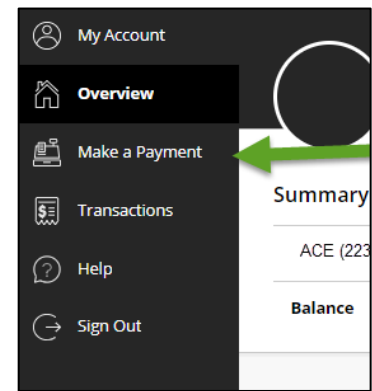 My Account
Overview
Make a Payment
Transactions
Help
Sign Out
Summary
ACE (223
Balance